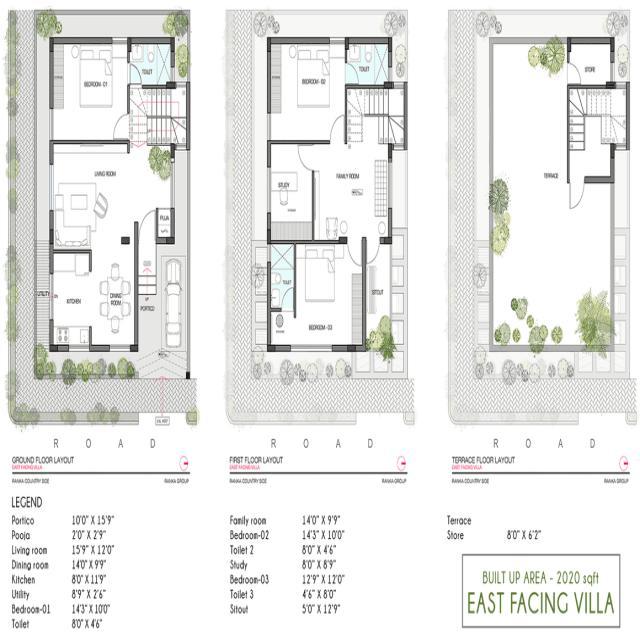 BEDROOM - 01
TOILET
LIVING ROOM
PUJA
UTILITY
KITCHEN
DINING ROOM
UP
PORTICO
R O A D
GROUND FLOOR LAYOUT
EAST FACING VILLA
RANKA COUNTRY SIDE
RANKA GROUP
BEDROOM - 02
TOILET
STUDY
FAMILY ROOM
TOILET
SITOUT
BEDROOM - 03
R O A D
FIRST FLOOR LAYOUT
EAST FACING VILLA
RANKA COUNTRY SIDE
RANKA GROUP
STORE
TERRACE
R O A D
TERRACE FLOOR LAYOUT
EAST FACING VILLA
RANKA COUNTRY SIDE
RANKA GROUP
LEGEND
Portico 10'0" X 15'9"
Pooja 2'0" X 2'9"
Living room 15'9" X 12'0"
Dining room 14'0" X 9'9"
Kitchen 8'0" X 11'9"
Utility 8'9" X 2'6"
Bedroom-01 14'3" X 10'0"
Toilet 8'0" X 4'6"
Family room 14'0" X 9'9"
Bedroom-02 14'3" X 10'0"
Toilet 2 8'0" X 4'6"
Study 8'0" X 8'9"
Bedroom-03 12'9" X 12'0"
Toilet 3 4'6" X 8'0"
Sitout 5'0" X 12'9"
Terrace
Store 8'0" X 6'2"
BUILT UP AREA - 2020 sqft
EAST FACING VILLA